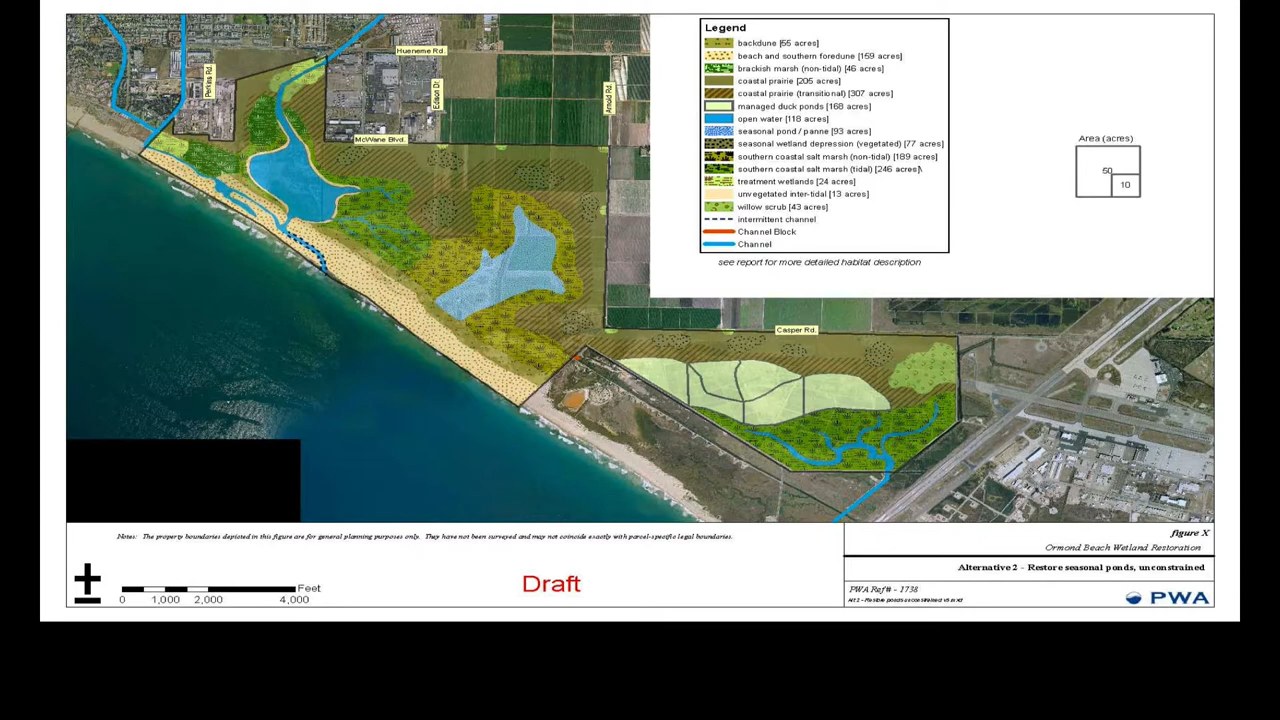 Legend
backdune [55 acres]
beach and southern foredune [159 acres]
brackish marsh (non-tidal) [46 acres]
coastal prairie [205 acres]
coastal prairie (transitional) [307 acres]
managed duck ponds [168 acres]
open water [118 acres]
seasonal pond / panne [93 acres]
seasonal wetland depression (vegetated) [77 acres]
southern coastal salt marsh (non-tidal) [189 acres]
southern coastal salt marsh (tidal) [246 acres]\
treatment wetlands [24 acres]
unvegetated inter-tidal [13 acres]
willow scrub [43 acres]
intermittent channel
Channel Block
Channel
see report for more detailed habitat description
Area (acres)
50
10
Hueneme Rd.
Perkins Rd.
Edison Dr.
Arnold Rd.
McWane Blvd.
Casper Rd.
Notes: The property boundaries depicted in this figure are for general planning purposes only. They have not been surveyed and may not coincide exactly with parcel-specific legal boundaries.
Feet
0 1,000 2,000 4,000
Draft
figure X
Ormond Beach Wetland Restoration
Alternative 2 - Restore seasonal ponds, unconstrained
PWA Ref# - 1738
PWA